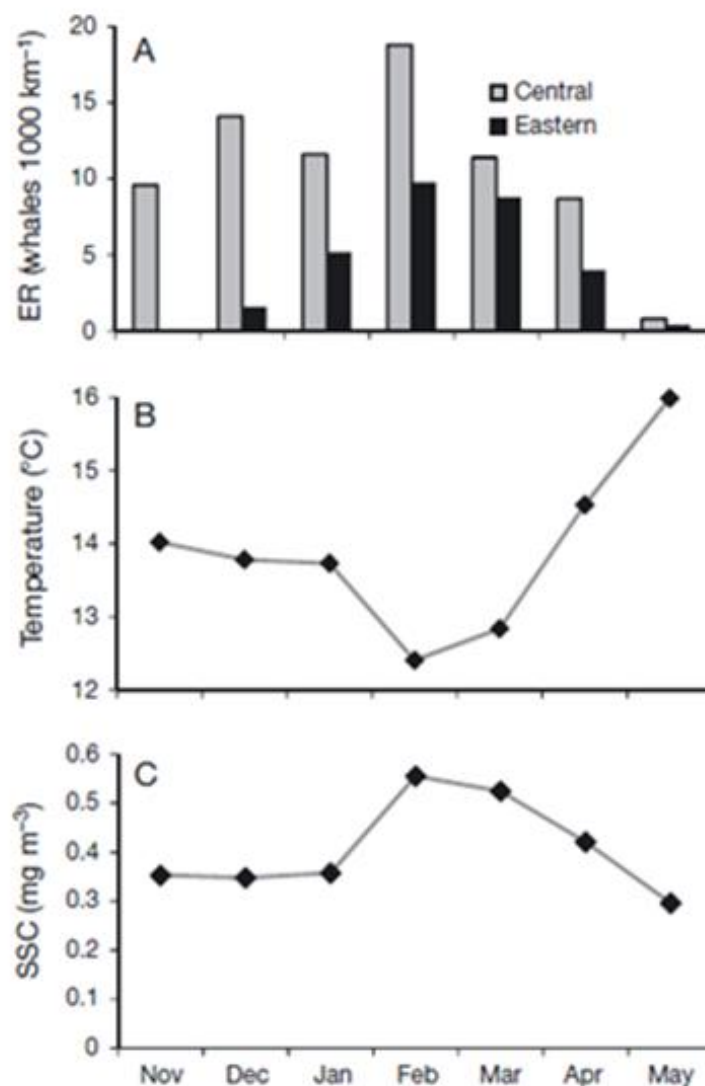 A
ER (whales 1000 km⁻¹)
20
15
10
5
0
Central
Eastern
B
Temperature (°C)
16
15
14
13
12
C
SSC (mg m⁻³)
0.6
0.5
0.4
0.3
0.2
0.1
0
Nov Dec Jan Feb Mar Apr May